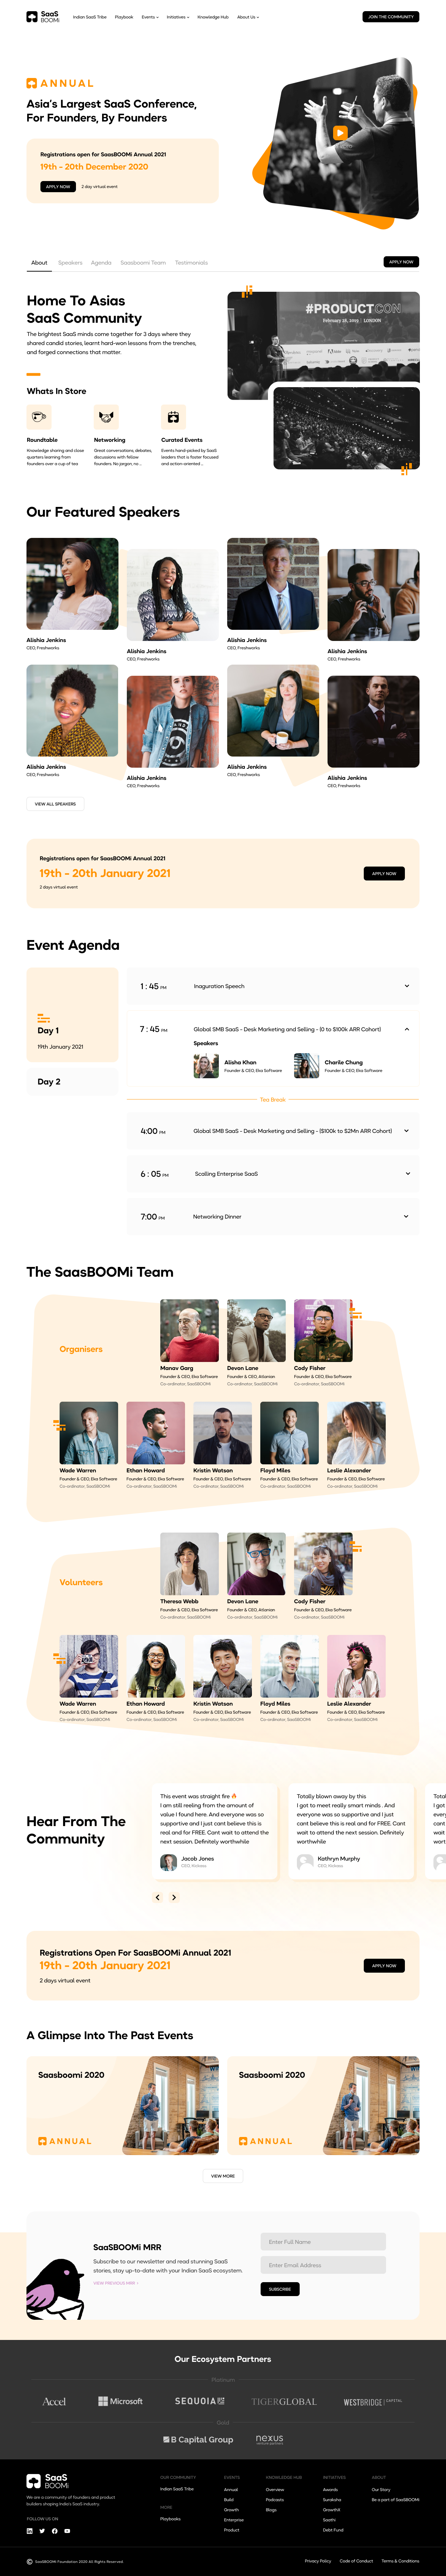 SaaS
BOOMi
Indian SaaS Tribe
Playbook
Events
Initiatives
Knowledge Hub
About Us
JOIN THE COMMUNITY
ANNUAL
Asia's Largest SaaS Conference,
For Founders, By Founders
Registrations open for SaasBOOMi Annual 2021
19th - 20th December 2020
APPLY NOW
2 day virtual event
About
Speakers
Agenda
Saasboomi Team
Testimonials
APPLY NOW
Home To Asias
SaaS Community
The brightest SaaS minds come together for 3 days where they
shared candid stories, learnt hard-won lessons from the trenches,
and forged connections that matter.
#PRODUCTCON
February 28, 2019 | LONDON
Whats In Store
Roundtable
Knowledge sharing and close
quarters learning from
founders over a cup of tea
Networking
Great conversations, debates,
discussions with fellow
founders. No jargon, no ...
Curated Events
Events hand-picked by SaaS
leaders that is faster focused
and action-oriented ...
Our Featured Speakers
Alishia Jenkins
CEO, Freshworks
Alishia Jenkins
CEO, Freshworks
Alishia Jenkins
CEO, Freshworks
Alishia Jenkins
CEO, Freshworks
Alishia Jenkins
CEO, Freshworks
Alishia Jenkins
CEO, Freshworks
Alishia Jenkins
CEO, Freshworks
Alishia Jenkins
CEO, Freshworks
VIEW ALL SPEAKERS
Registrations open for SaasBOOMi Annual 2021
19th - 20th January 2021
2 days virtual event
APPLY NOW
Event Agenda
Day 1
19th January 2021
Day 2
1 : 45 PM
Inaguration Speech
7 : 45 PM
Global SMB SaaS - Desk Marketing and Selling - (0 to $100k ARR Cohort)
Speakers
Alisha Khan
Founder & CEO, Eka Software
Charile Chung
Founder & CEO, Eka Software
Tea Break
4:00 PM
Global SMB SaaS - Desk Marketing and Selling - ($100k to $2Mn ARR Cohort)
6 : 05 PM
Scaling Enterprise SaaS
7:00 PM
Networking Dinner
The SaasBOOMi Team
Organisers
Manav Garg
Founder & CEO, Eka Software
Co-ordinator, SaasBOOMi
Devon Lane
Founder & CEO, Eka Software
Co-ordinator, SaasBOOMi
Cody Fisher
Founder & CEO, Eka Software
Co-ordinator, SaasBOOMi
Wade Warren
Founder & CEO, Eka Software
Co-ordinator, SaasBOOMi
Ethan Howard
Founder & CEO, Eka Software
Co-ordinator, SaasBOOMi
Kristin Watson
Founder & CEO, Eka Software
Co-ordinator, SaasBOOMi
Floyd Miles
Founder & CEO, Eka Software
Co-ordinator, SaasBOOMi
Leslie Alexander
Founder & CEO, Eka Software
Co-ordinator, SaasBOOMi
Volunteers
Theresa Webb
Founder & CEO, Eka Software
Co-ordinator, SaasBOOMi
Devon Lane
Founder & CEO, Atlanian
Co-ordinator, SaasBOOMi
Cody Fisher
Founder & CEO, Eka Software
Co-ordinator, SaasBOOMi
Wade Warren
Founder & CEO, Eka Software
Co-ordinator, SaasBOOMi
Ethan Howard
Founder & CEO, Eka Software
Co-ordinator, SaasBOOMi
Kristin Watson
Founder & CEO, Eka Software
Co-ordinator, SaasBOOMi
Floyd Miles
Founder & CEO, Eka Software
Co-ordinator, SaasBOOMi
Leslie Alexander
Founder & CEO, Eka Software
Co-ordinator, SaasBOOMi
Hear From The
Community
This event was straight fire 🔥
I am still reeling from the amount of
value I found here. And everyone was so
supportive and I just cant believe this is
real and for FREE. Cant wait to attend the
next session. Definitely worthwhile
Jacob Jones
Totally blown away by this
I got to meet really smart minds . And
everyone was so supprtive and I just
cant believe this is real and for FREE. Cant
wait to attend the next session. Definitely
worthwhile
Kathryn Murphy
Registrations Open For SaasBOOMi Annual 2021
19th - 20th January 2021
2 days virtual event
APPLY NOW
A Glimpse Into The Past Events
Saasboomi 2020
ANNUAL
Saasboomi 2020
ANNUAL
VIEW MORE
SaaSBOOMi MRR
Subscribe to our newsletter and read stunning SaaS
stories, stay up-to-date with your Indian SaaS ecosystem.
VIEW PREVIOUS MRR >
Enter Full Name
Enter Email Address
SUBSCRIBE
Our Ecosystem Partners
Platinum
Accel
Microsoft
SEQUOIA
TIGERGLOBAL
WESTBRIDGE CAPITAL
Gold
B Capital Group
nexus
venture partners
SaaS
BOOMi
We are a community of founders and product
builders shaping India's SaaS industry.
FOLLOW US ON
OUR COMMUNITY
Indian SaaS Tribe
MORE
Playbooks
EVENTS
Annual
Build
Growth
Enterprise
Product
KNOWLEDGE HUB
Overview
Podcasts
Blogs
INITIATIVES
Awards
Suraksha
GrowthX
Saathi
Debt Fund
ABOUT
Our Story
Be a part of SaaSBOOMi
SaaSBOOMi Foundation 2020 All Rights Reserved
Privacy Policy
Code of Conduct
Terms & Conditions